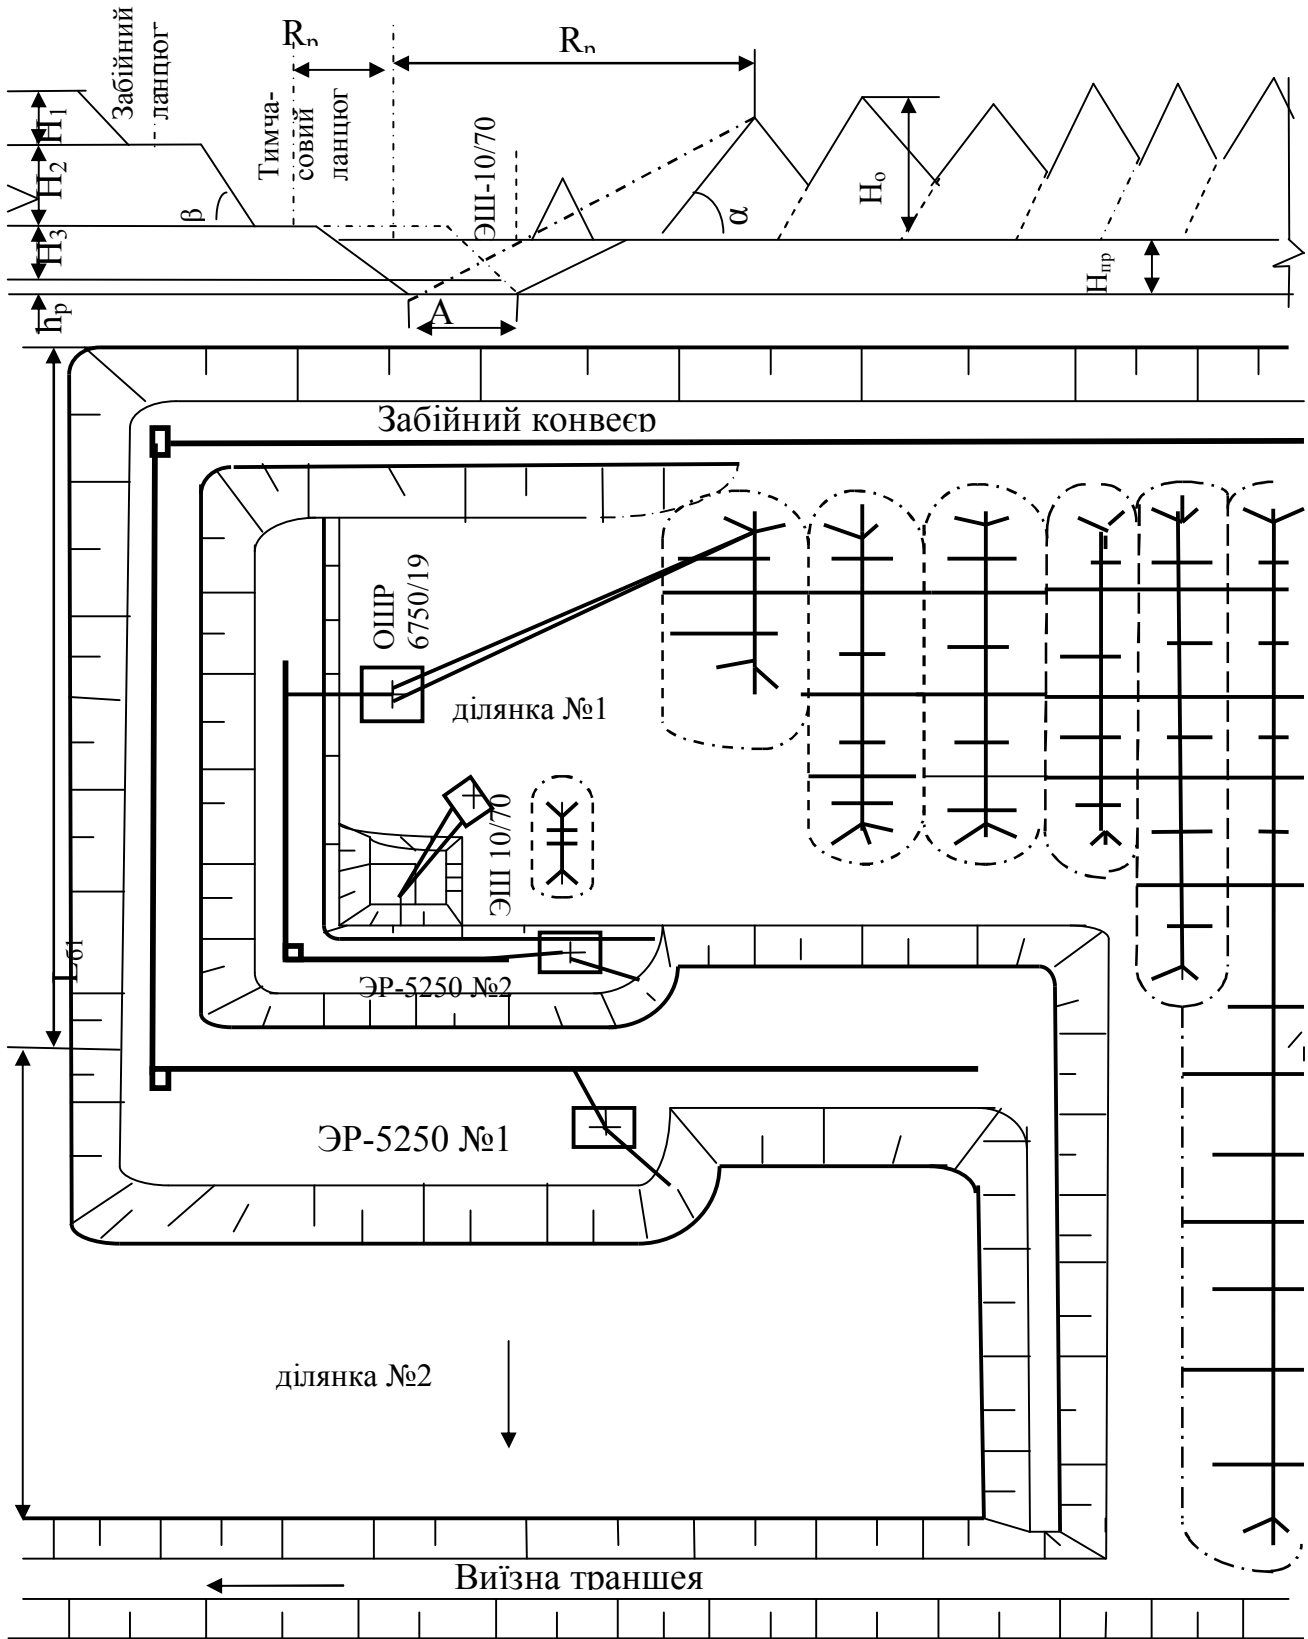 Забійний
ланцюг
Rр
Rр
Тимча-
совий
ланцюг
ЭШ-10/70
H₁
H₂
H₃
hр
β
α
Hо
Hпр
A
Забійний конвеєр
ОШР
6750/19
ділянка №1
ЭШ 10/70
Lб1
ЭР-5250 №2
ЭР-5250 №1
ділянка №2
Виїзна траншея